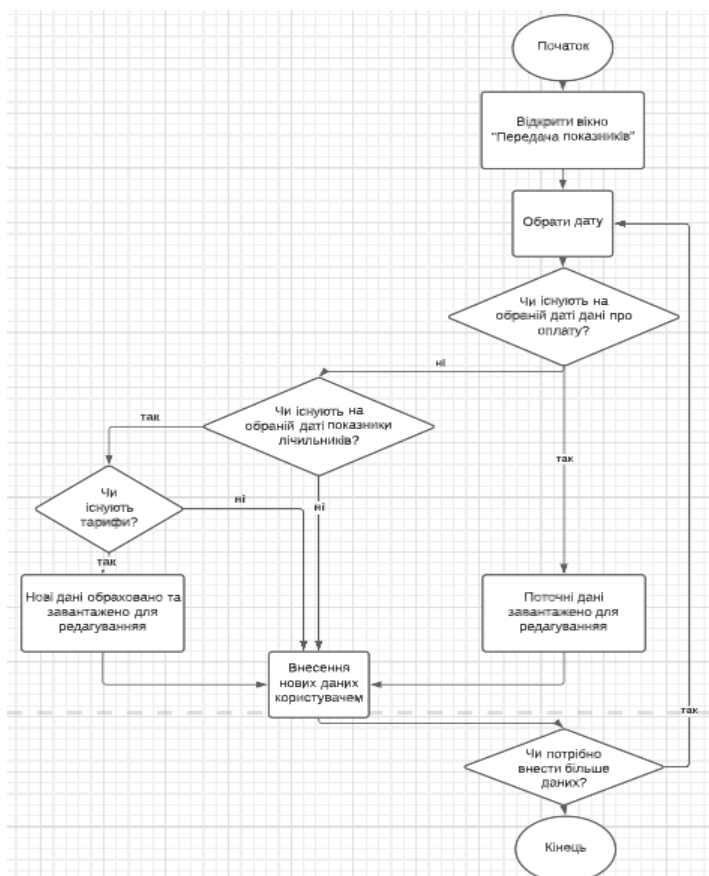 Початок
Відкрити вікно
"Передача показників"
Обрати дату
Чи існують на
обраній даті дані про
оплату?
ні
Чи існують на
обраній даті показники
лічильників?
так
так
Чи
існують
тарифи?
ні
ні
так
Нові дані обраховано та
завантажено для
редагуванняя
Поточні дані
завантажено для
редагуванняя
Внесення
нових даних
користувачем
так
Чи потрібно
внести більше
даних?
Кінець